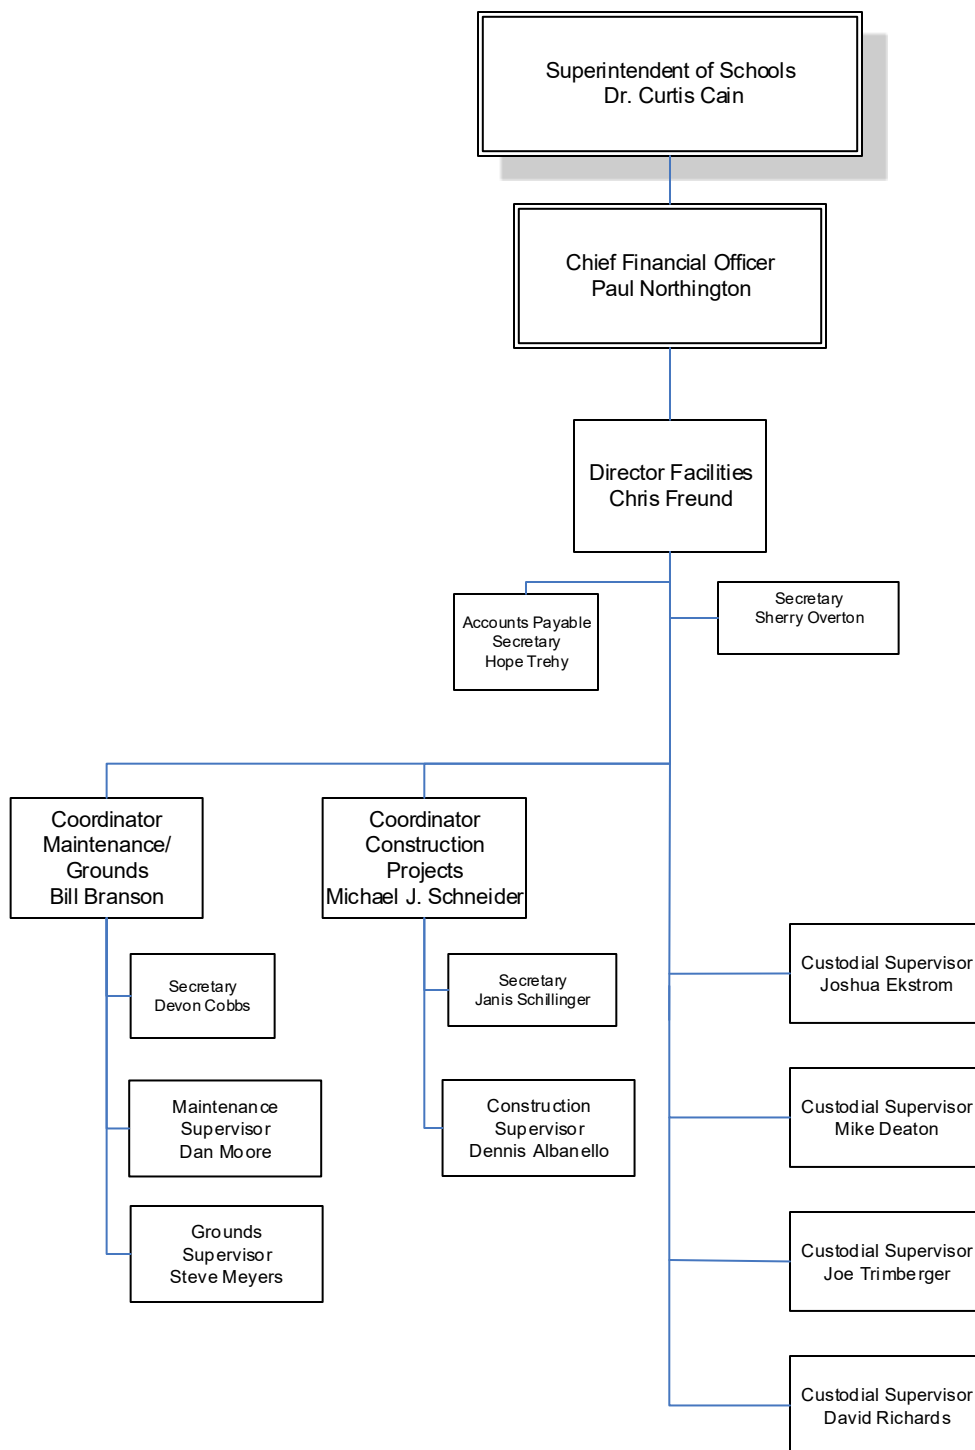 Superintendent of Schools
Dr. Curtis Cain
Chief Financial Officer
Paul Northington
Director Facilities
Chris Freund
Accounts Payable
Secretary
Hope Trehy
Secretary
Sherry Overton
Coordinator
Maintenance/
Grounds
Bill Branson
Coordinator
Construction
Projects
Michael J. Schneider
Secretary
Devon Cobbs
Maintenance
Supervisor
Dan Moore
Grounds
Supervisor
Steve Meyers
Secretary
Janis Schillinger
Construction
Supervisor
Dennis Albanello
Custodial Supervisor
Joshua Ekstrom
Custodial Supervisor
Mike Deaton
Custodial Supervisor
Joe Trimberger
Custodial Supervisor
David Richards